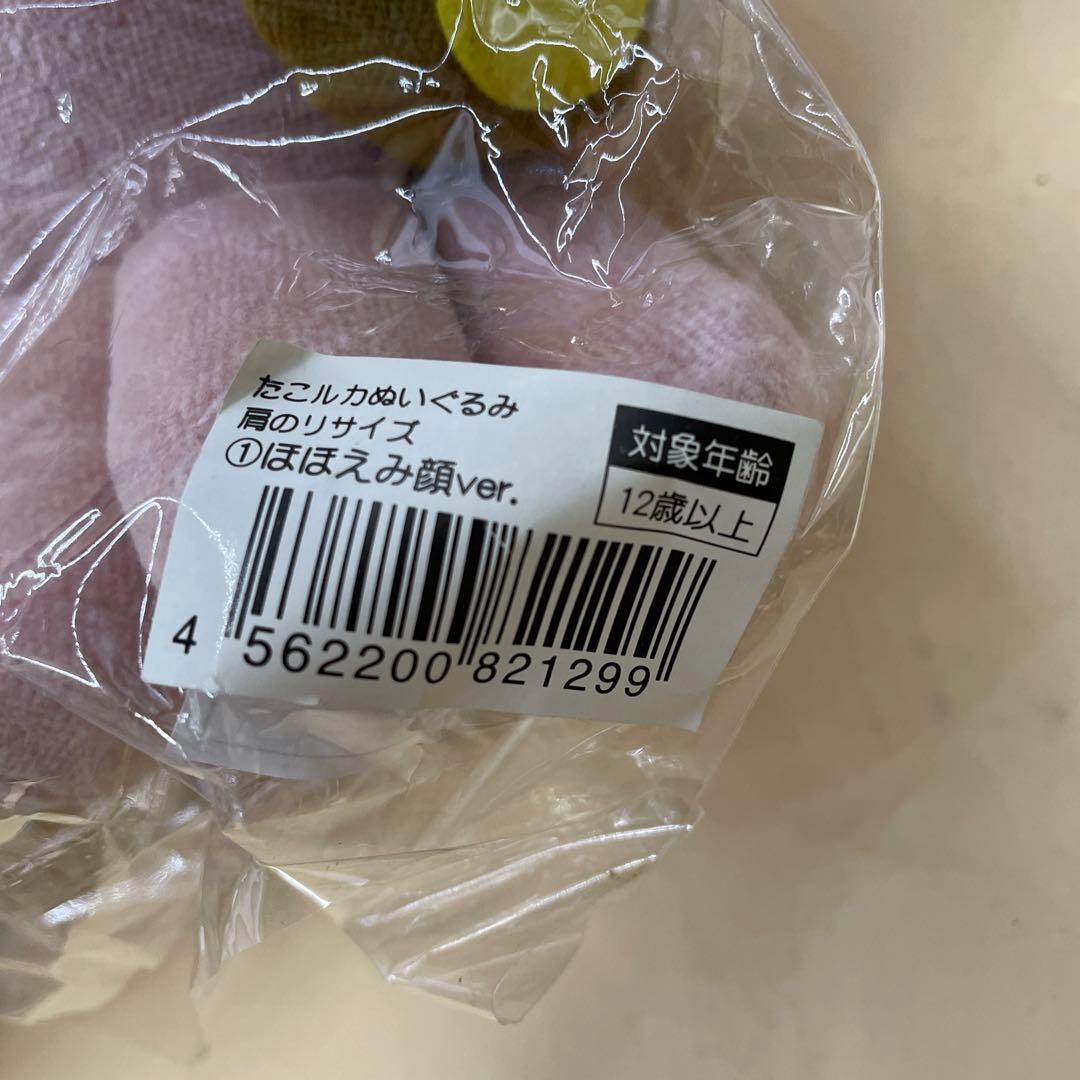 たこルカぬいぐるみ
肩のりサイズ
①ほほえみ顔ver.
対象年齢
12歳以上
4 562200 821299